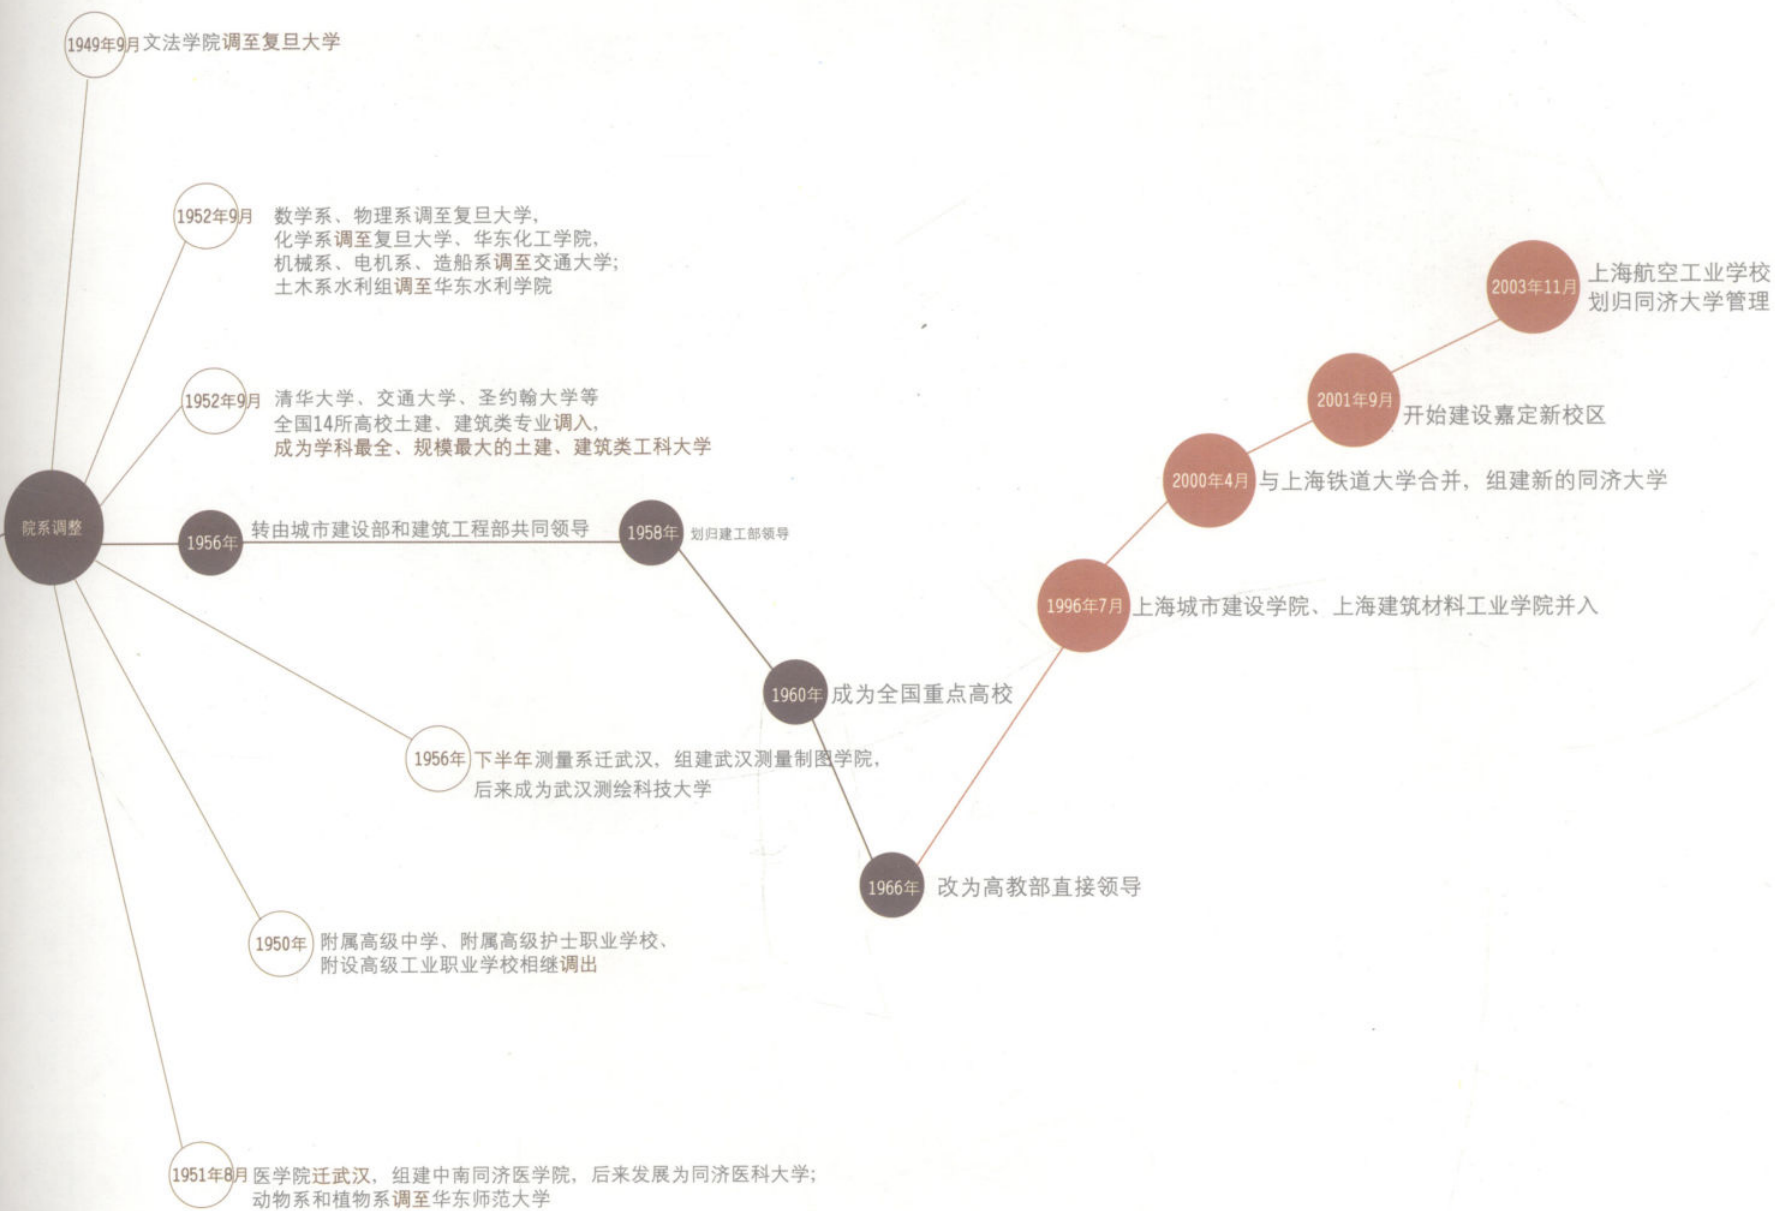 1949年9月 文法学院调至复旦大学
1952年9月
数学系、物理系调至复旦大学,
化学系调至复旦大学、华东化工学院,
机械系、电机系、造船系调至交通大学;
土木系水利组调至华东水利学院
1952年9月
清华大学、交通大学、圣约翰大学等
全国14所高校土建、建筑类专业调入,
成为学科最全、规模最大的土建、建筑类工科大学
院系调整
1956年 转由城市建设部和建筑工程部共同领导
1958年 划归建工部领导
1960年 成为全国重点高校
1956年 下半年测量系迁武汉, 组建武汉测量制图学院,
后来成为武汉测绘科技大学
1966年 改为高教部直接领导
1950年
附属高级中学、附属高级护士职业学校、
附设高级工业职业学校相继调出
1951年8月 医学院迁武汉, 组建中南同济医学院, 后来发展为同济医科大学;
动物系和植物系调至华东师范大学
1996年7月 上海城市建设学院、上海建筑材料工业学院并入
2000年4月 与上海铁道大学合并, 组建新的同济大学
2001年9月 开始建设嘉定新校区
2003年11月
上海航空工业学校
划归同济大学管理